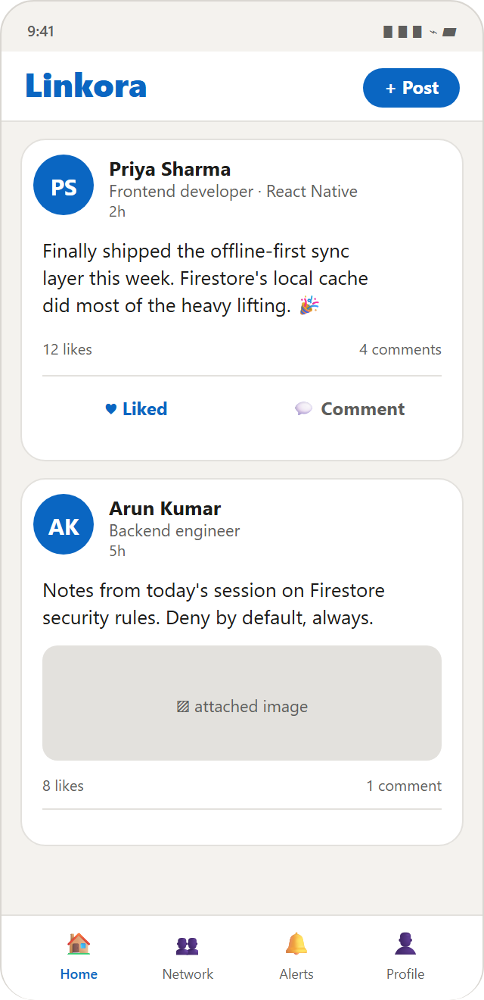 9:41
Linkora
+ Post
PS
Priya Sharma
Frontend developer · React Native
2h
Finally shipped the offline-first sync
layer this week. Firestore's local cache
did most of the heavy lifting. 🎉
12 likes
4 comments
♥ Liked
💬 Comment
AK
Arun Kumar
Backend engineer
5h
Notes from today's session on Firestore
security rules. Deny by default, always.
▨ attached image
8 likes
1 comment
Home
Network
Alerts
Profile